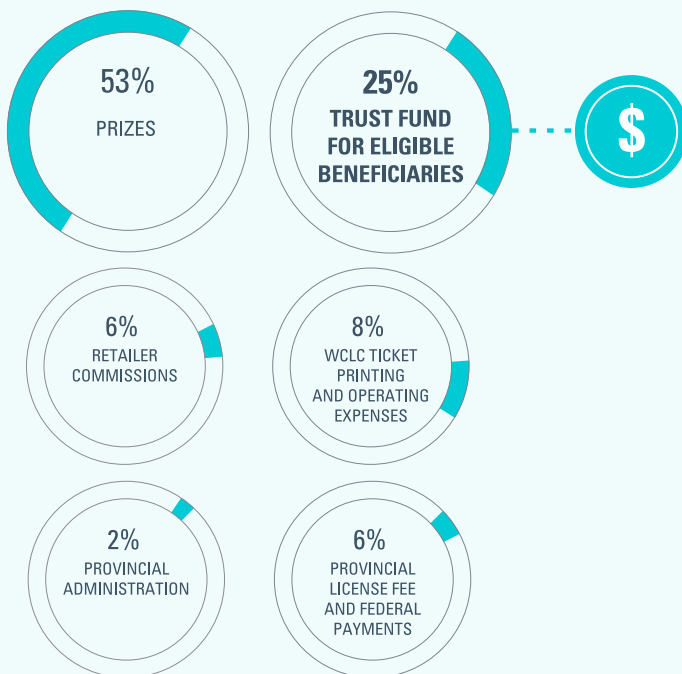 53%
PRIZES
25%
TRUST FUND
FOR ELIGIBLE
BENEFICIARIES
$
6%
RETAILER
COMMISSIONS
8%
WCLC TICKET
PRINTING
AND OPERATING
EXPENSES
2%
PROVINCIAL
ADMINISTRATION
6%
PROVINCIAL
LICENSE FEE
AND FEDERAL
PAYMENTS